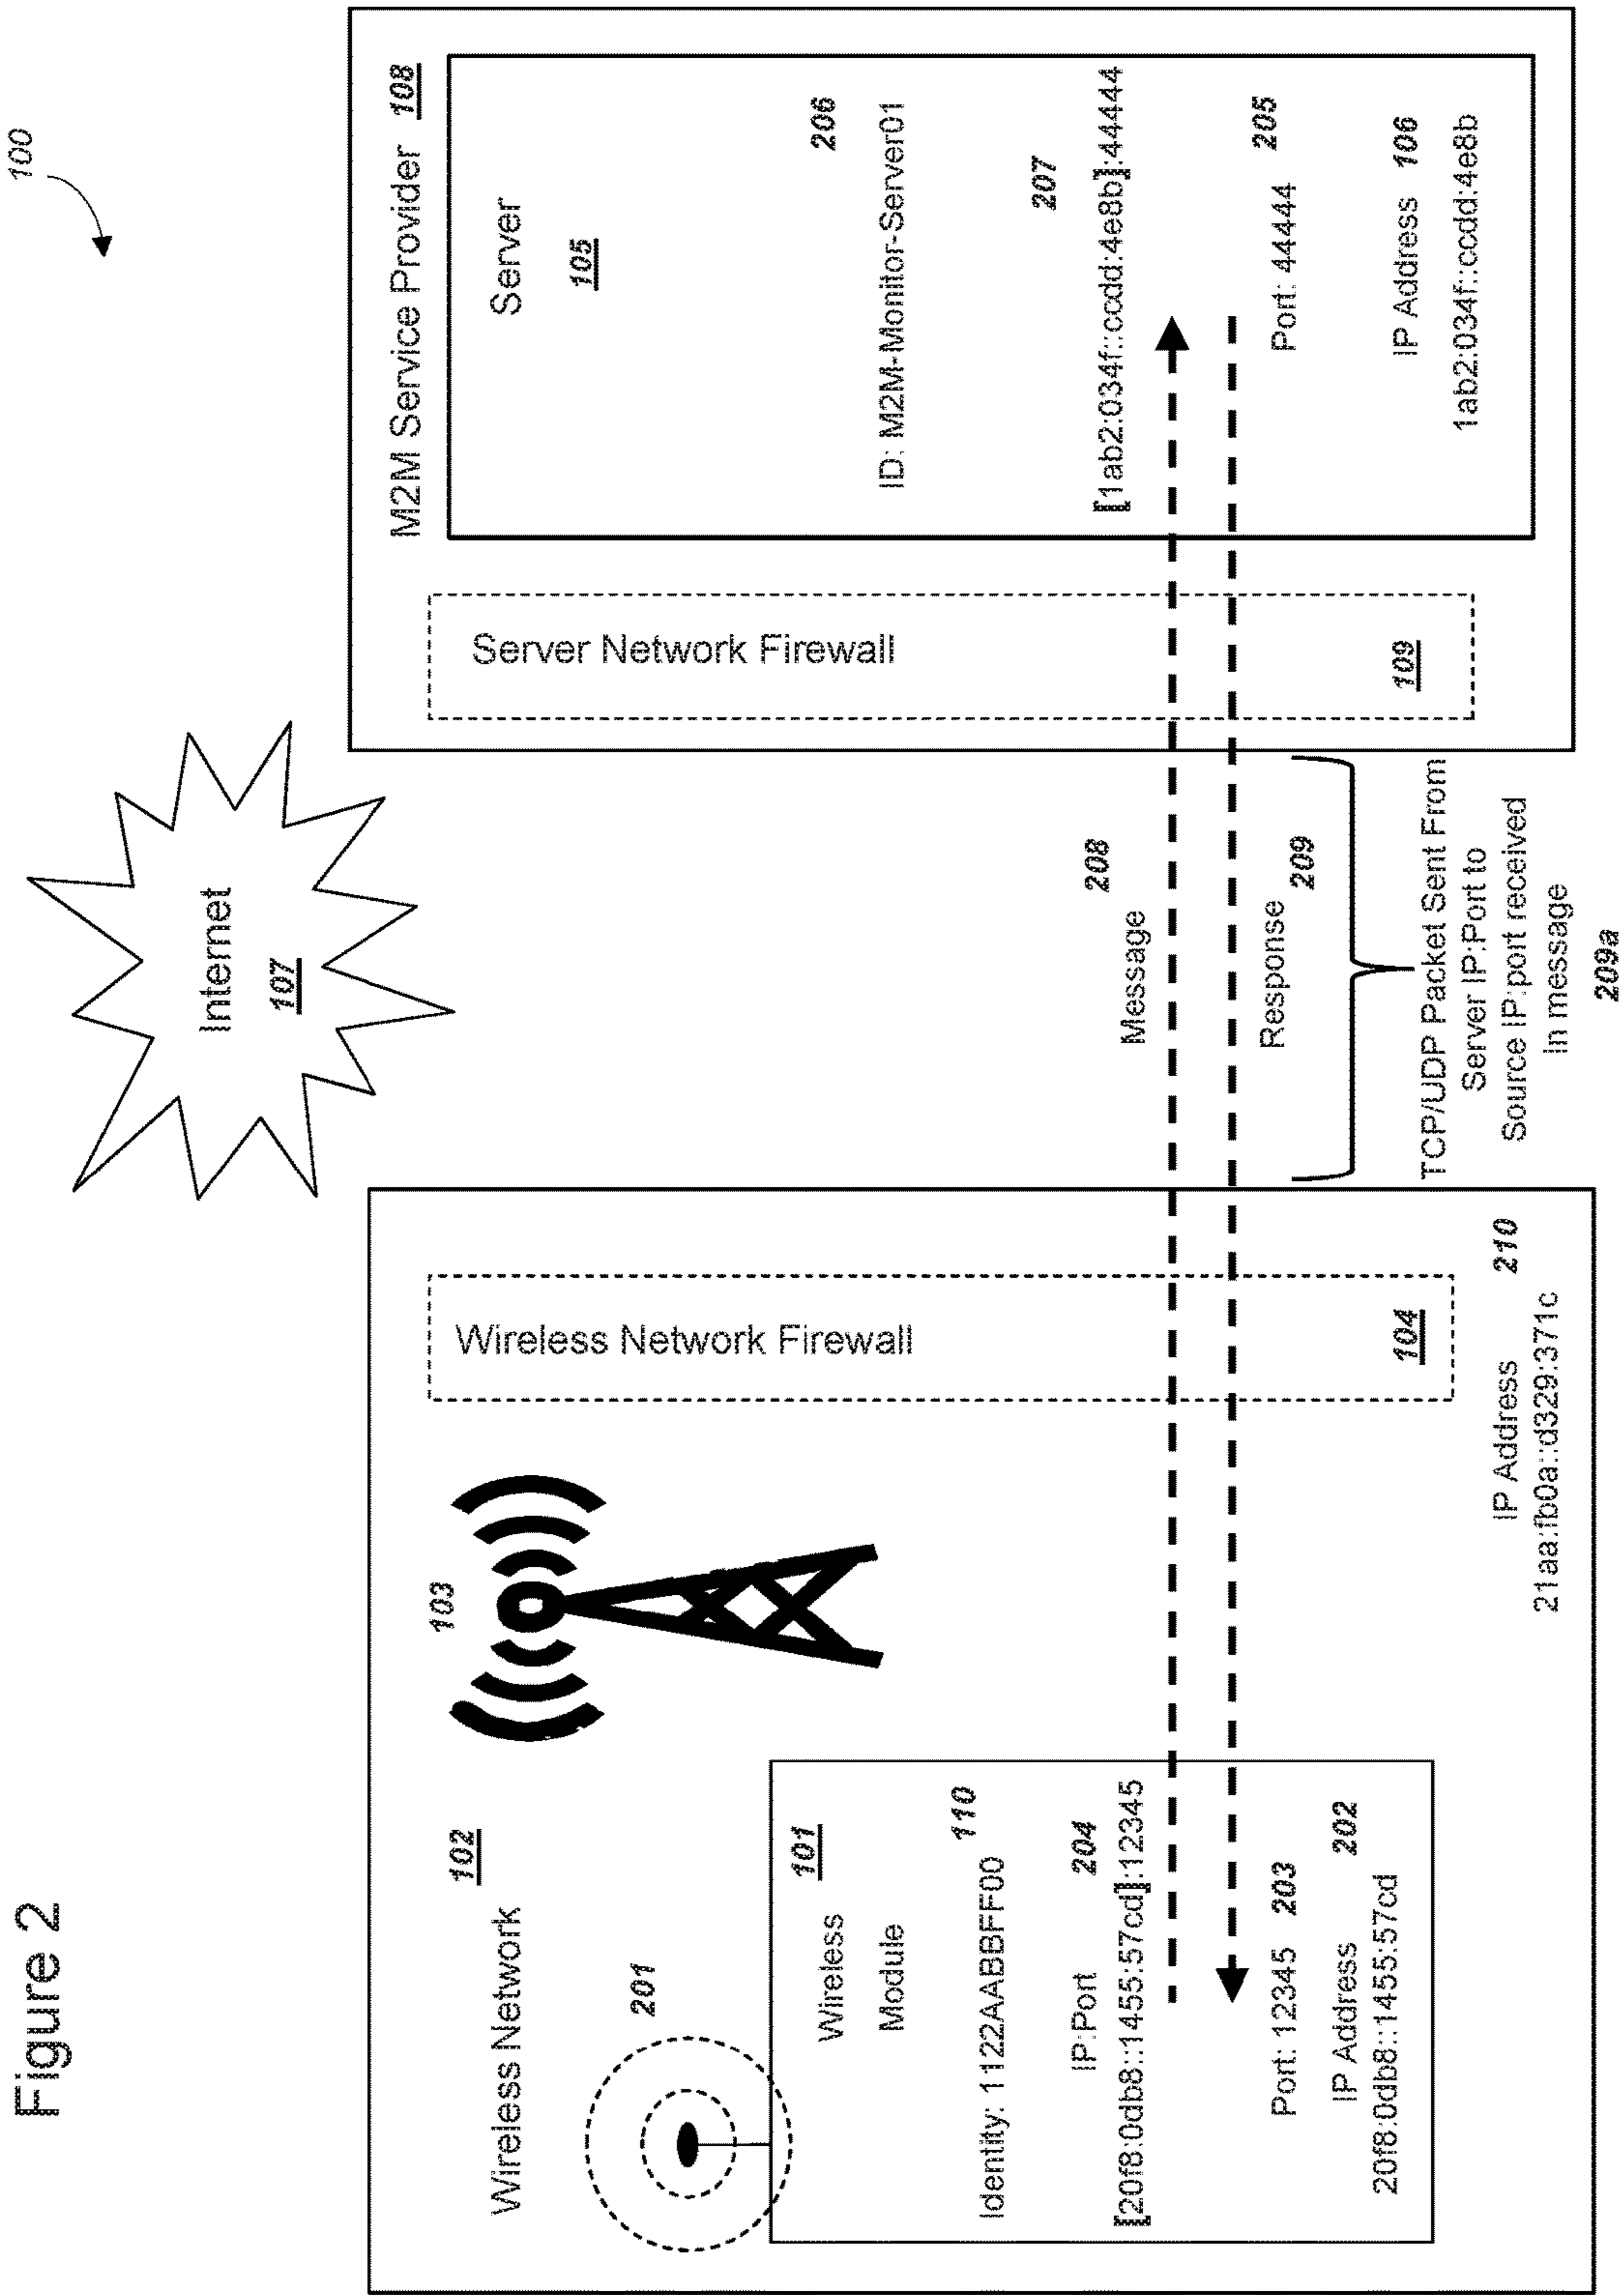 Figure 2
100
Internet
107
Wireless Network
102
103
201
Wireless
Module
101
Identity: 1122AABBFF00
110
IP:Port
204
[20f8:0db8::1455:57cd]:12345
Port: 12345
203
IP Address
202
20f8:0db8::1455:57cd
Wireless Network Firewall
104
IP Address
210
21aa:fb0a::d329:371c
Message
208
Response
209
TCP/UDP Packet Sent From
Server IP:Port to
Source IP:port received
in message
209a
M2M Service Provider
108
Server Network Firewall
109
Server
105
206
ID: M2M-Monitor-Server01
207
[1ab2:034f::ccdd:4e8b]:44444
Port: 44444
205
IP Address
106
1ab2:034f::ccdd:4e8b